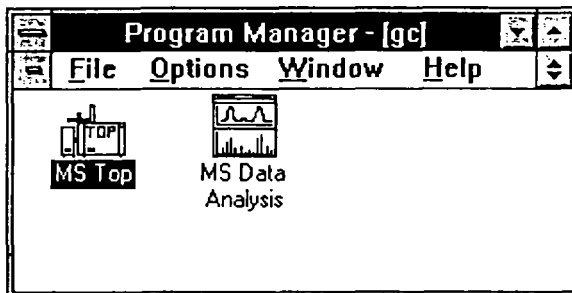 Program Manager - [gc]
File Options Window Help
TOP
MS Top
MS Data
Analysis